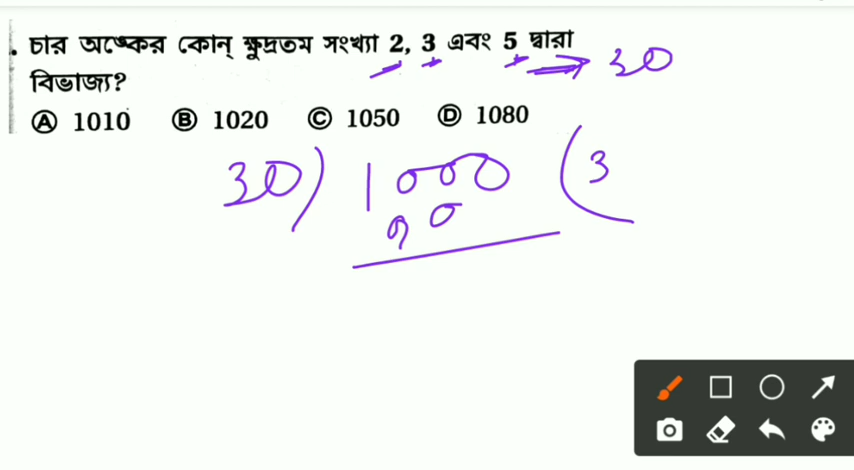 . চার অঙ্কের কোন্ ক্ষুদ্রতম সংখ্যা 2, 3 এবং 5 দ্বারা
বিভাজ্য?
→ 30
Ⓐ 1010 Ⓑ 1020 Ⓒ 1050 Ⓓ 1080
30) 1000 (3
90